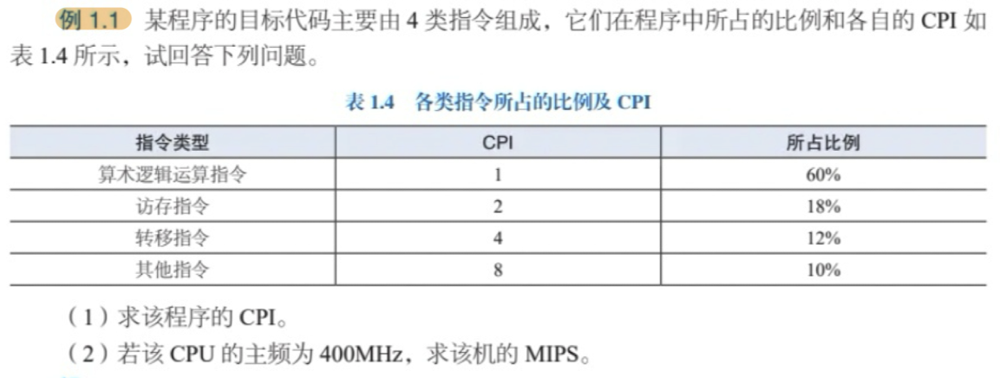 例 1.1 某程序的目标代码主要由 4 类指令组成，它们在程序中所占的比例和各自的 CPI 如
表 1.4 所示，试回答下列问题。
表 1.4 各类指令所占的比例及 CPI
指令类型 CPI 所占比例
算术逻辑运算指令 1 60%
访存指令 2 18%
转移指令 4 12%
其他指令 8 10%
（1）求该程序的 CPI。
（2）若该 CPU 的主频为 400MHz，求该机的 MIPS。